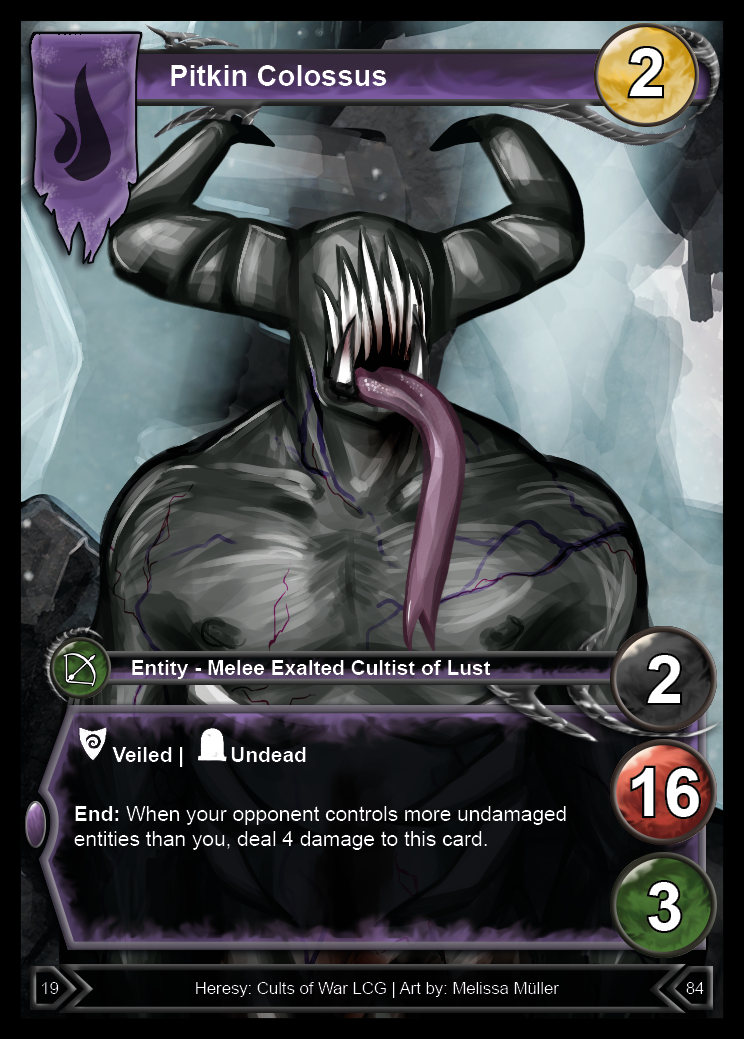 Pitkin Colossus
2
Entity - Melee Exalted Cultist of Lust
2
Veiled | Undead
16
End: When your opponent controls more undamaged
entities than you, deal 4 damage to this card.
3
19
Heresy: Cults of War LCG | Art by: Melissa Müller
84